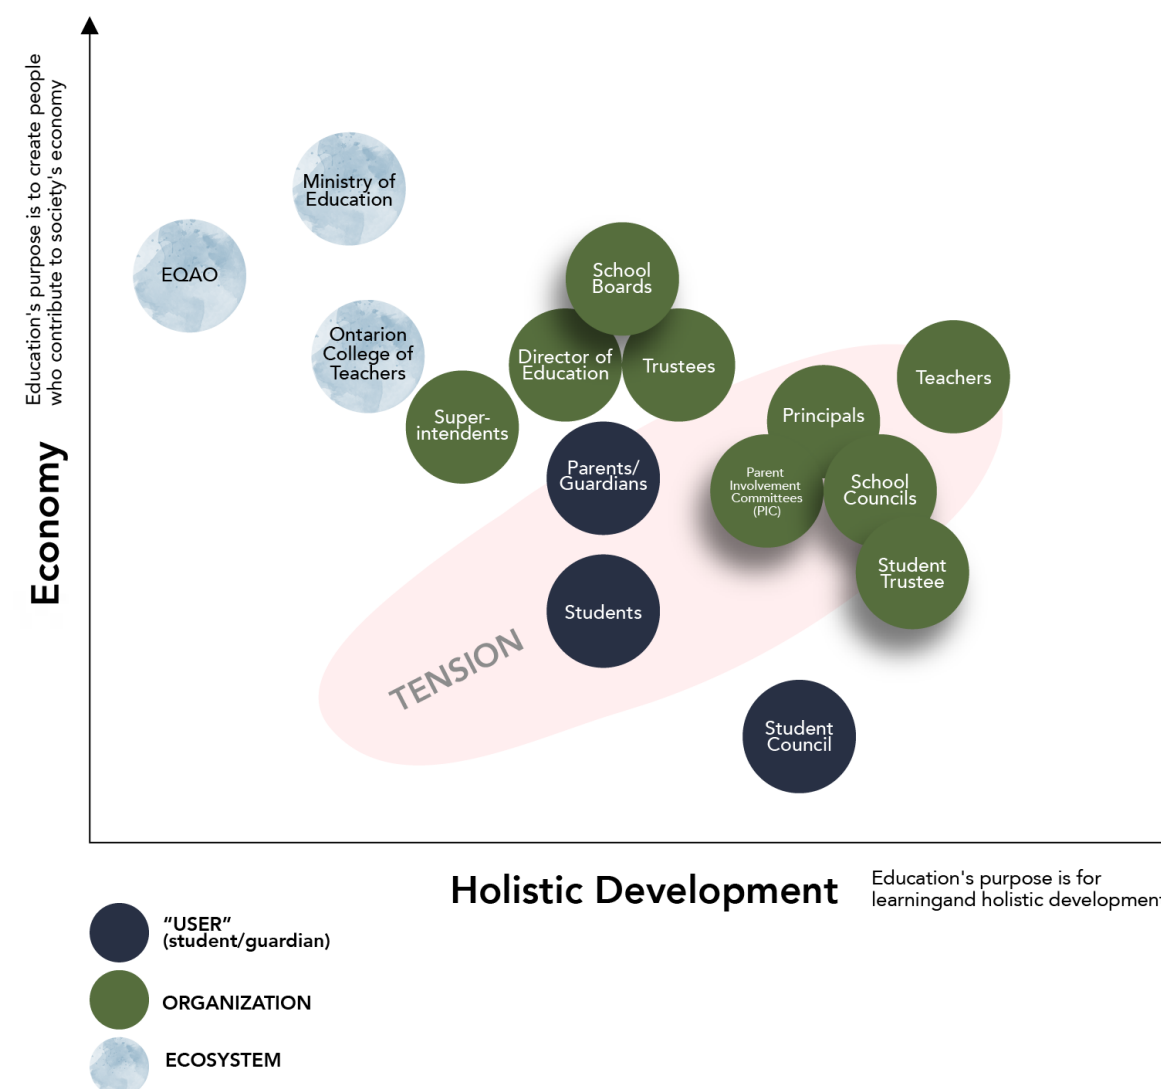 Education's purpose is to create people
who contribute to society's economy
Economy
Ministry of
Education
EQAO
Ontarion
College of
Teachers
School
Boards
Director of
Education
Trustees
Super-
intendents
Teachers
Principals
Parents/
Guardians
Parent
Involvement
Committees
(PIC)
School
Councils
Student
Trustee
Students
TENSION
Student
Council
Holistic Development
Education's purpose is for
learningand holistic development
“USER”
(student/guardian)
ORGANIZATION
ECOSYSTEM